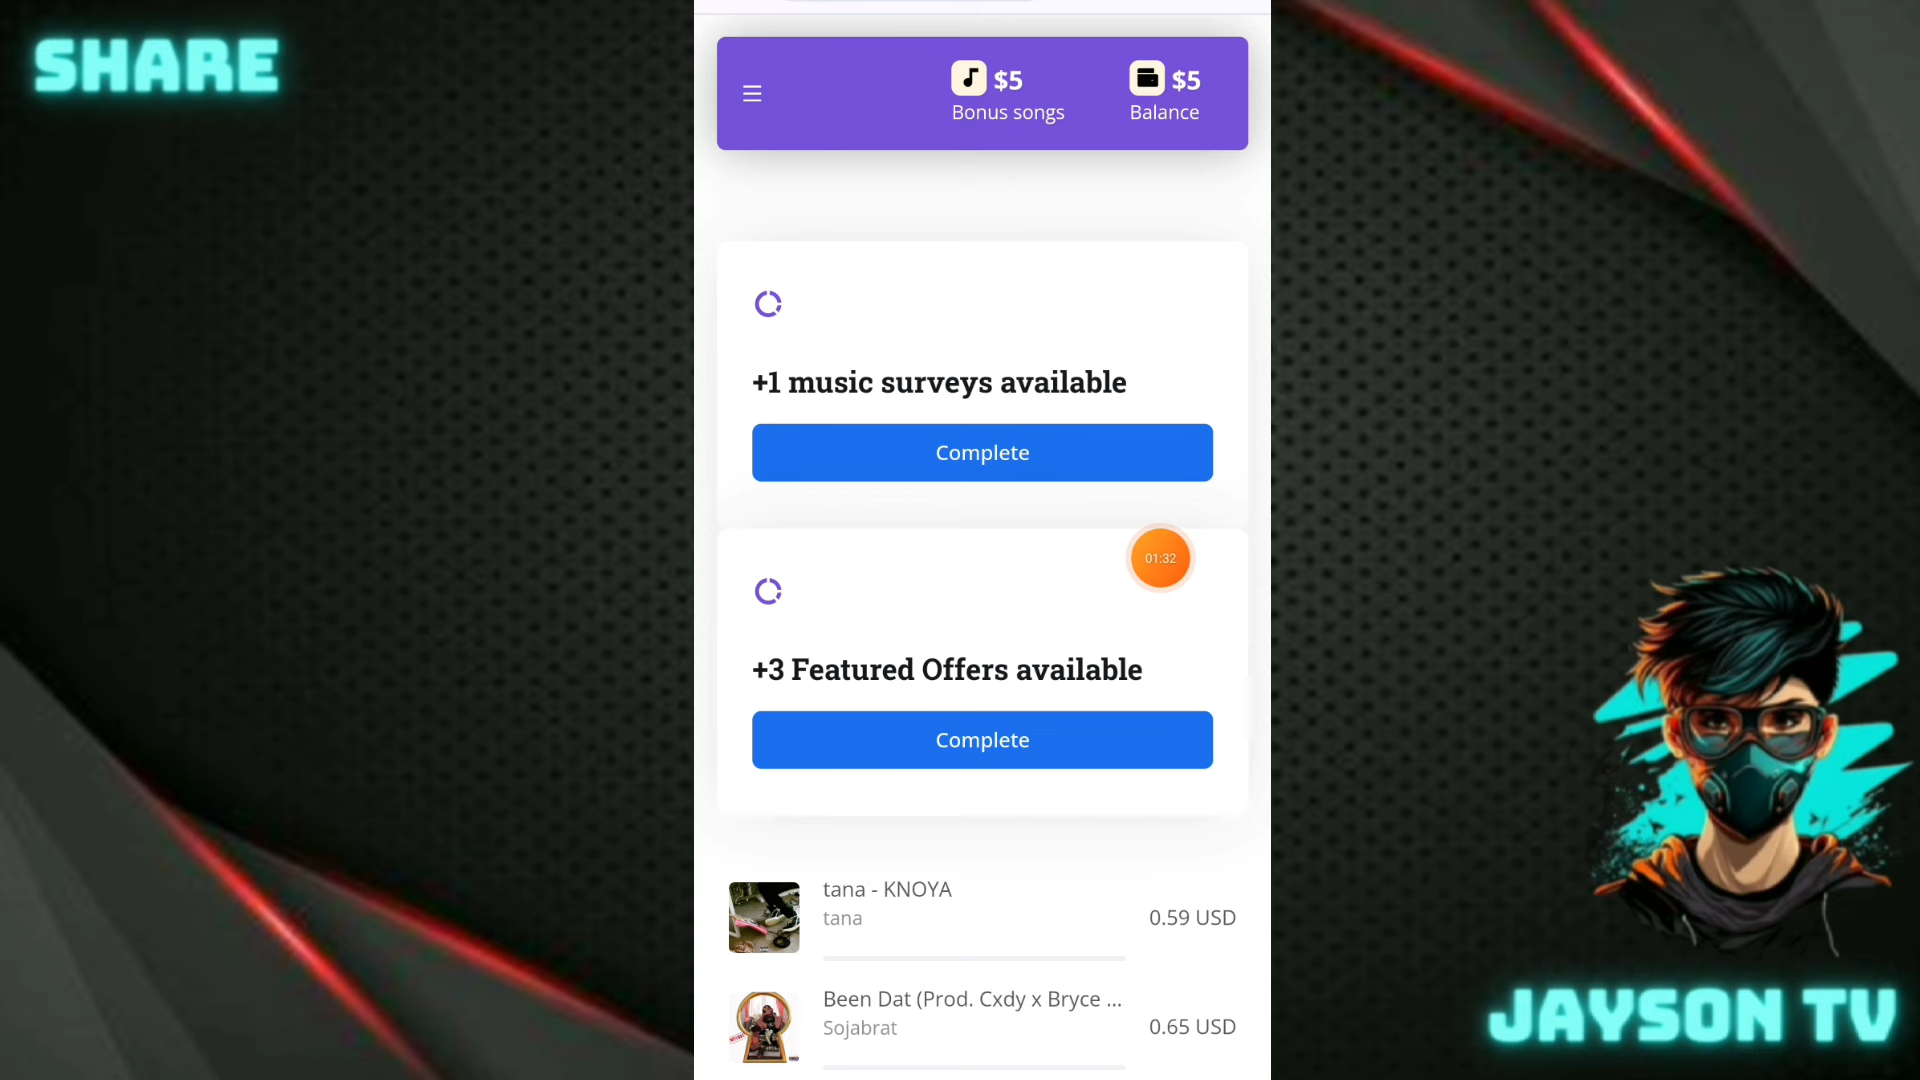 SHARE
$5
Bonus songs
$5
Balance
+1 music surveys available
Complete
01:32
+3 Featured Offers available
Complete
tana - KNOYA
tana
0.59 USD
Been Dat (Prod. Cxdy x Bryce ...
Sojabrat
0.65 USD
JAYSON TV